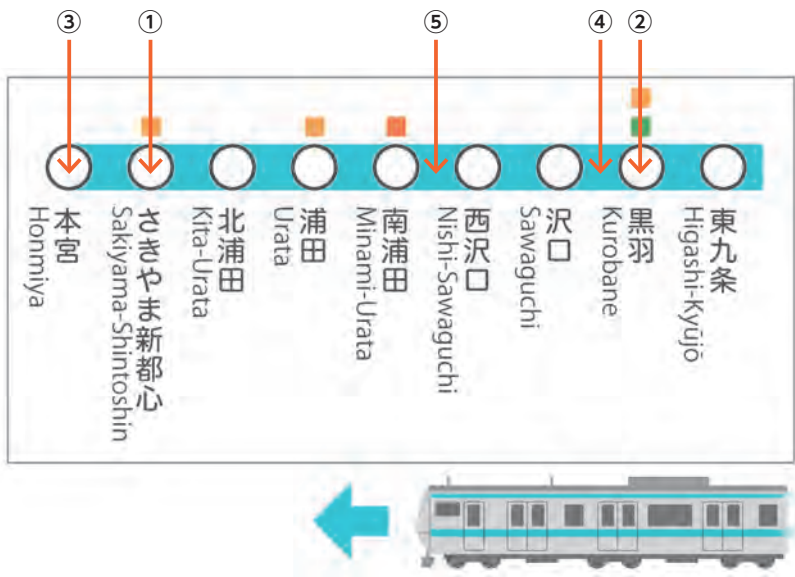 ③ ① ⑤ ④ ②
本宮
Honmiya
さきやま新都心
Sakiyama-Shintoshin
北浦田
Kita-Urata
浦田
Urata
南浦田
Minami-Urata
西沢口
Nishi-Sawaguchi
沢口
Sawaguchi
黒羽
Kurobane
東九条
Higashi-Kyūjō